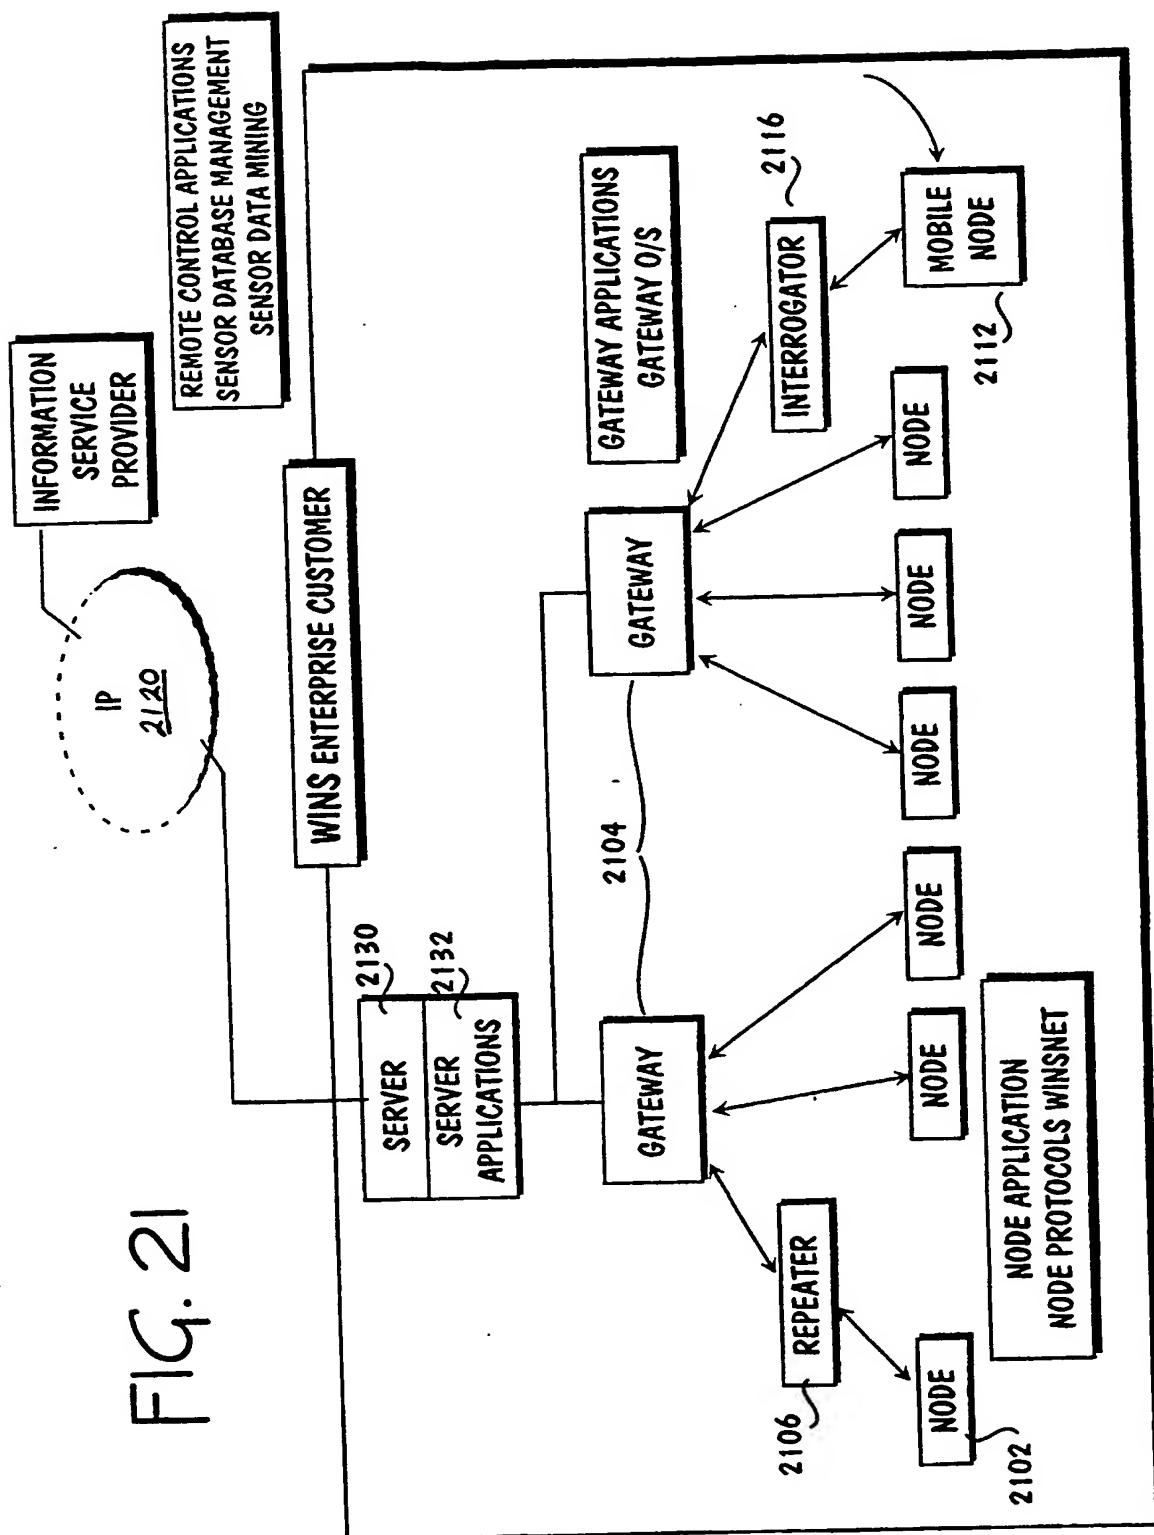 FIG. 21
INFORMATION
SERVICE
PROVIDER
IP
2120
REMOTE CONTROL APPLICATIONS
SENSOR DATABASE MANAGEMENT
SENSOR DATA MINING
WINS ENTERPRISE CUSTOMER
SERVER
2130
SERVER
APPLICATIONS
2132
GATEWAY
2104
GATEWAY
GATEWAY APPLICATIONS
GATEWAY O/S
REPEATER
2106
INTERROGATOR
2116
NODE
2102
NODE
NODE
NODE
NODE
NODE
MOBILE
NODE
2112
NODE APPLICATION
NODE PROTOCOLS WINSNET